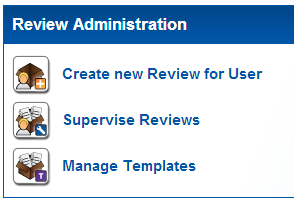 Review Administration
Create new Review for User
Supervise Reviews
Manage Templates
T